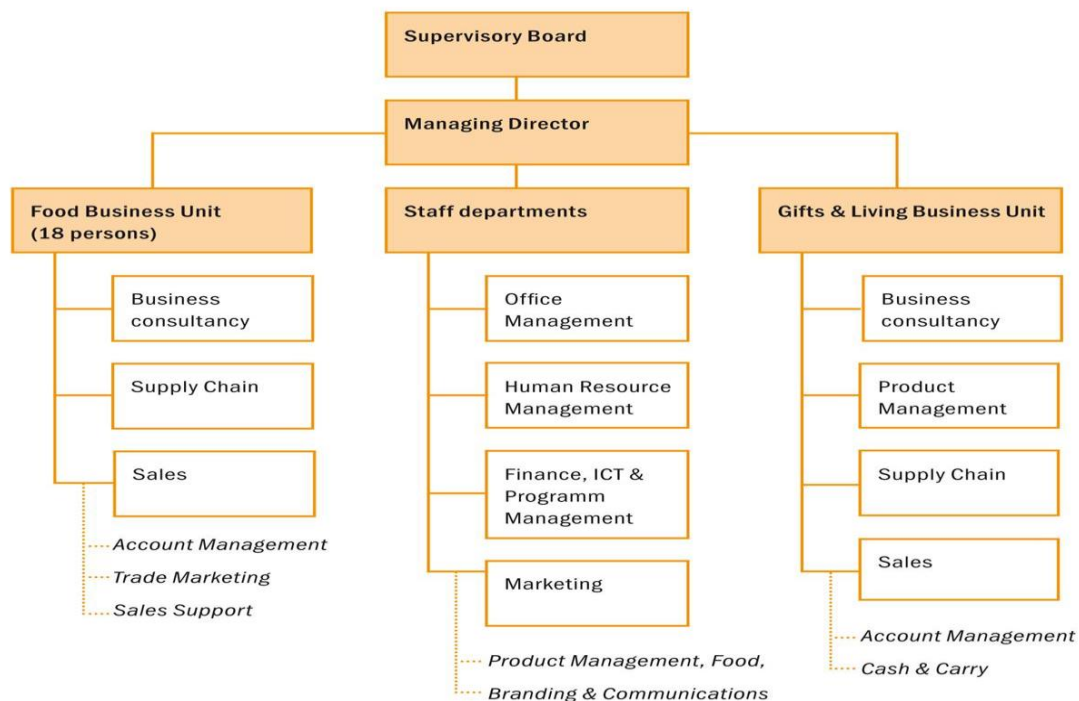 Supervisory Board
Managing Director
Food Business Unit
(18 persons)
Business
consultancy
Supply Chain
Sales
Account Management
Trade Marketing
Sales Support
Staff departments
Office
Management
Human Resource
Management
Finance, ICT &
Programm
Management
Marketing
Product Management, Food,
Branding & Communications
Gifts & Living Business Unit
Business
consultancy
Product
Management
Supply Chain
Sales
Account Management
Cash & Carry